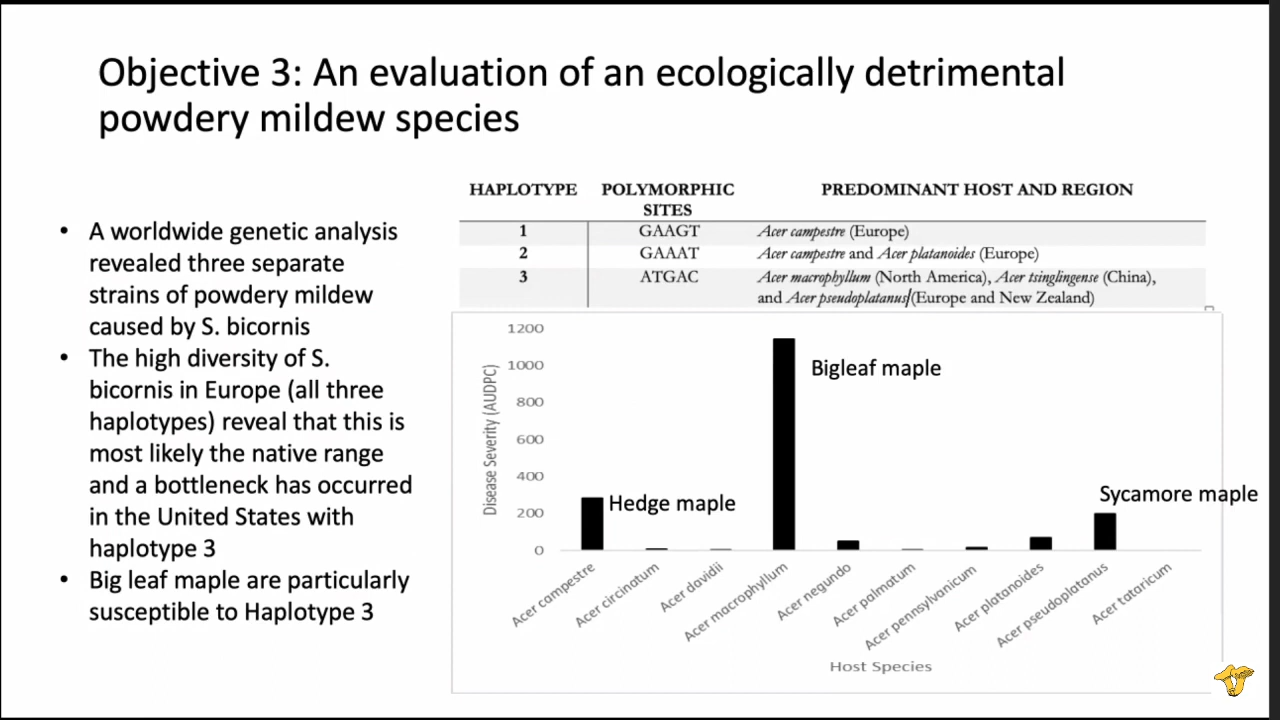 Objective 3: An evaluation of an ecologically detrimental
powdery mildew species
• A worldwide genetic analysis
revealed three separate
strains of powdery mildew
caused by S. bicornis
• The high diversity of S.
bicornis in Europe (all three
haplotypes) reveal that this is
most likely the native range
and a bottleneck has occurred
in the United States with
haplotype 3
• Big leaf maple are particularly
susceptible to Haplotype 3
HAPLOTYPE POLYMORPHIC SITES PREDOMINANT HOST AND REGION
1 GAAGT Acer campestre (Europe)
2 GAAAT Acer campestre and Acer platanoides (Europe)
3 ATGAC Acer macrophyllum (North America), Acer tsinglingense (China),
and Acer pseudoplatanus (Europe and New Zealand)
Disease Severity (AUDPC)
1200
1000
800
600
400
200
0
Bigleaf maple
Hedge maple
Sycamore maple
Acer campestre
Acer circinatum
Acer davidii
Acer macrophyllum
Acer negundo
Acer palmatum
Acer pennsylvanicum
Acer platanoides
Acer pseudoplatanus
Acer tataricum
Host Species